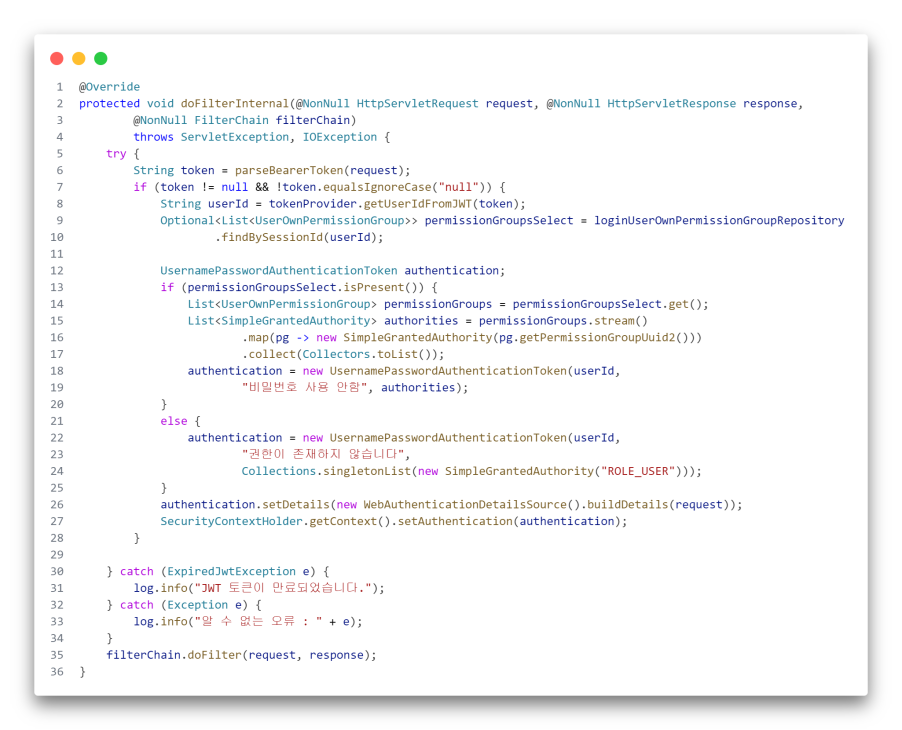 1 @Override
2 protected void doFilterInternal(@NonNull HttpServletRequest request, @NonNull HttpServletResponse response,
3         @NonNull FilterChain filterChain)
4         throws ServletException, IOException {
5     try {
6         String token = parseBearerToken(request);
7         if (token != null && !token.equalsIgnoreCase("null")) {
8             String userId = tokenProvider.getUserIdFromJWT(token);
9             Optional<List<UserOwnPermissionGroup>> permissionGroupsSelect = loginUserOwnPermissionGroupRepository
10                     .findBySessionId(userId);
11
12             UsernamePasswordAuthenticationToken authentication;
13             if (permissionGroupsSelect.isPresent()) {
14                 List<UserOwnPermissionGroup> permissionGroups = permissionGroupsSelect.get();
15                 List<SimpleGrantedAuthority> authorities = permissionGroups.stream()
16                         .map(pg -> new SimpleGrantedAuthority(pg.getPermissionGroupUuid2()))
17                         .collect(Collectors.toList());
18                 authentication = new UsernamePasswordAuthenticationToken(userId,
19                         "비밀번호 사용 안함", authorities);
20             }
21             else {
22                 authentication = new UsernamePasswordAuthenticationToken(userId,
23                         "권한이 존재하지 않습니다",
24                         Collections.singletonList(new SimpleGrantedAuthority("ROLE_USER")));
25             }
26             authentication.setDetails(new WebAuthenticationDetailsSource().buildDetails(request));
27             SecurityContextHolder.getContext().setAuthentication(authentication);
28         }
29
30     } catch (ExpiredJwtException e) {
31         log.info("JWT 토큰이 만료되었습니다.");
32     } catch (Exception e) {
33         log.info("알 수 없는 오류 : " + e);
34     }
35     filterChain.doFilter(request, response);
36 }